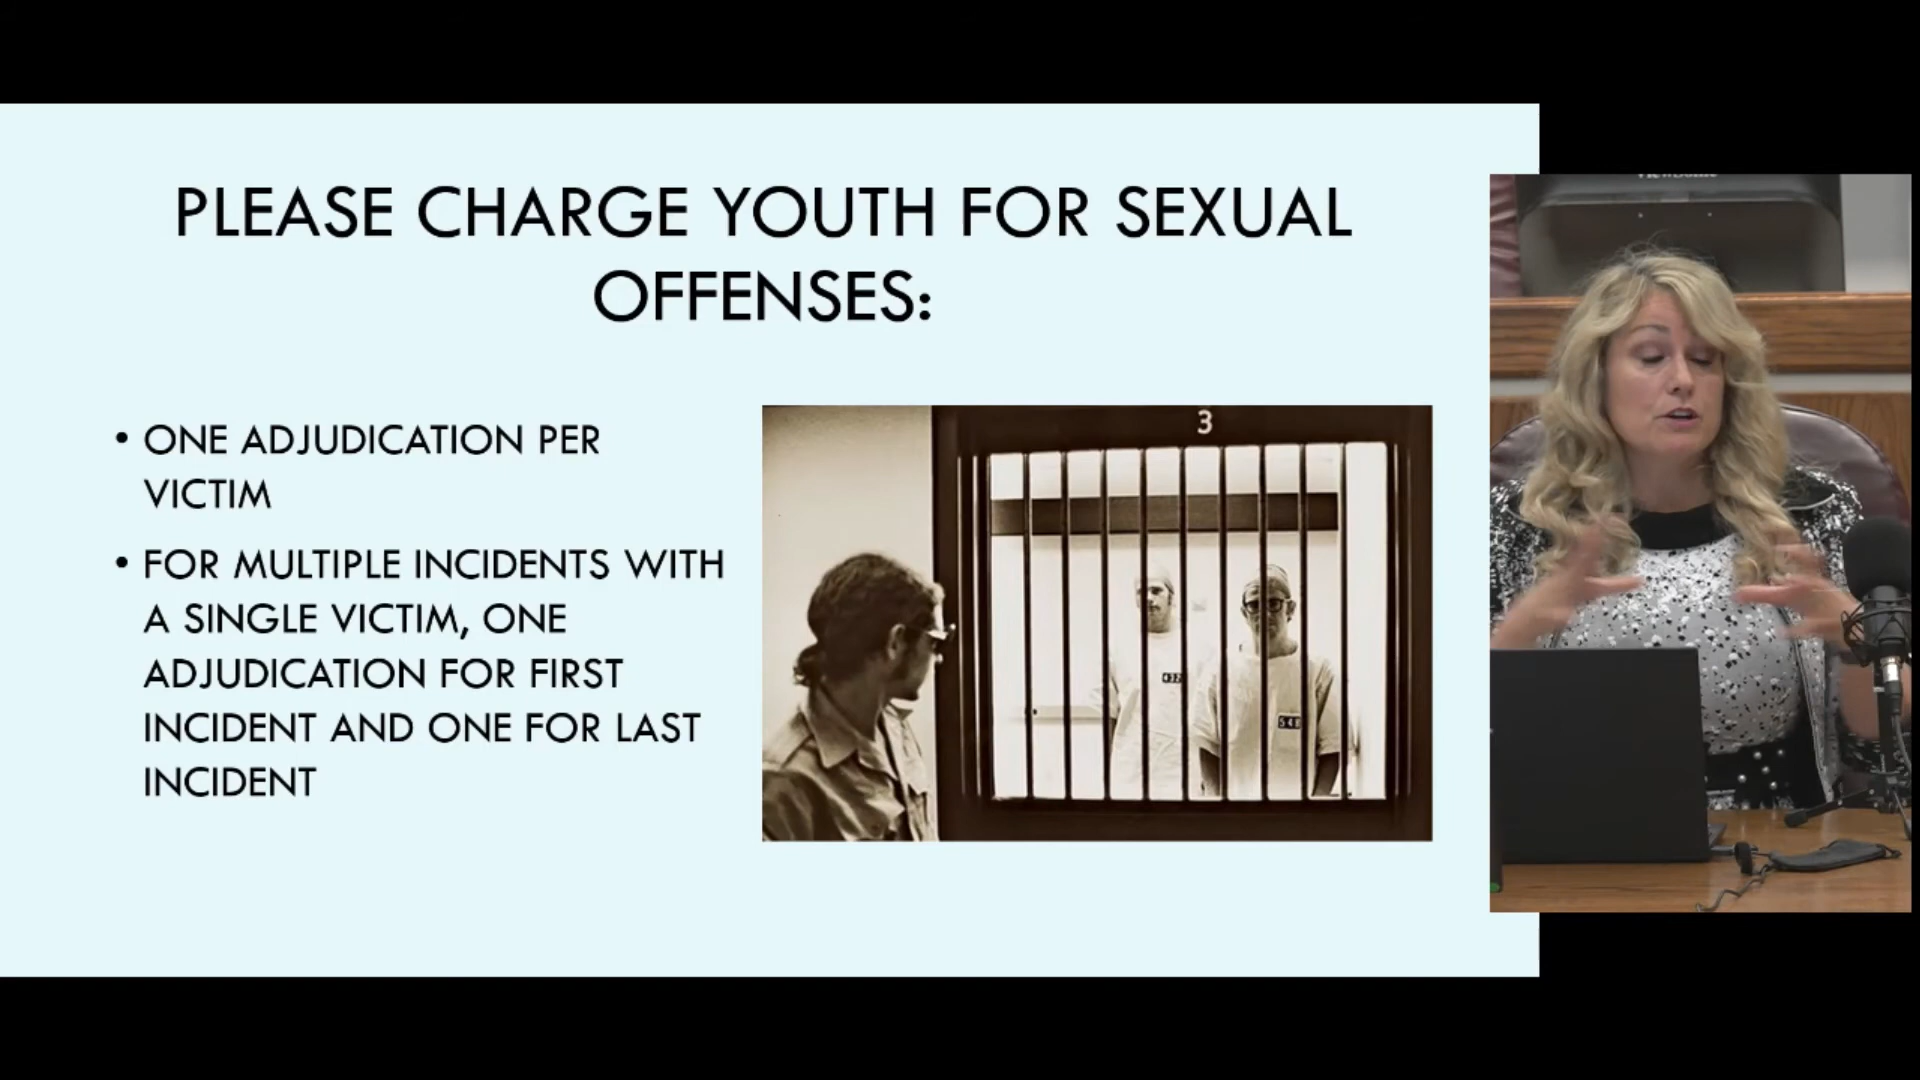 PLEASE CHARGE YOUTH FOR SEXUAL
OFFENSES:
• ONE ADJUDICATION PER
VICTIM
• FOR MULTIPLE INCIDENTS WITH
A SINGLE VICTIM, ONE
ADJUDICATION FOR FIRST
INCIDENT AND ONE FOR LAST
INCIDENT
3